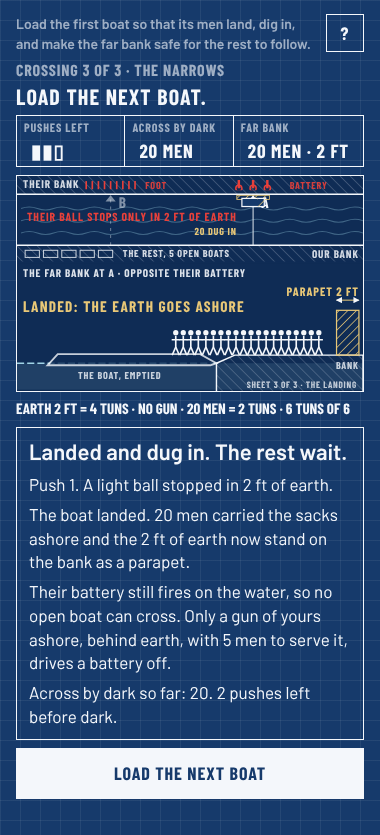 Load the first boat so that its men land, dig in,
and make the far bank safe for the rest to follow.
?
CROSSING 3 OF 3 · THE NARROWS
LOAD THE NEXT BOAT.
PUSHES LEFT
ACROSS BY DARK
20 MEN
FAR BANK
20 MEN · 2 FT
THEIR BANK
FOOT
BATTERY
B
A
THEIR BALL STOPS ONLY IN 2 FT OF EARTH
20 DUG IN
THE REST, 5 OPEN BOATS
OUR BANK
THE FAR BANK AT A · OPPOSITE THEIR BATTERY
PARAPET 2 FT
LANDED: THE EARTH GOES ASHORE
BANK
THE BOAT, EMPTIED
SHEET 3 OF 3 · THE LANDING
EARTH 2 FT = 4 TUNS · NO GUN · 20 MEN = 2 TUNS · 6 TUNS OF 6
Landed and dug in. The rest wait.
Push 1. A light ball stopped in 2 ft of earth.
The boat landed. 20 men carried the sacks
ashore and the 2 ft of earth now stand on
the bank as a parapet.
Their battery still fires on the water, so no
open boat can cross. Only a gun of yours
ashore, behind earth, with 5 men to serve it,
drives a battery off.
Across by dark so far: 20. 2 pushes left
before dark.
LOAD THE NEXT BOAT